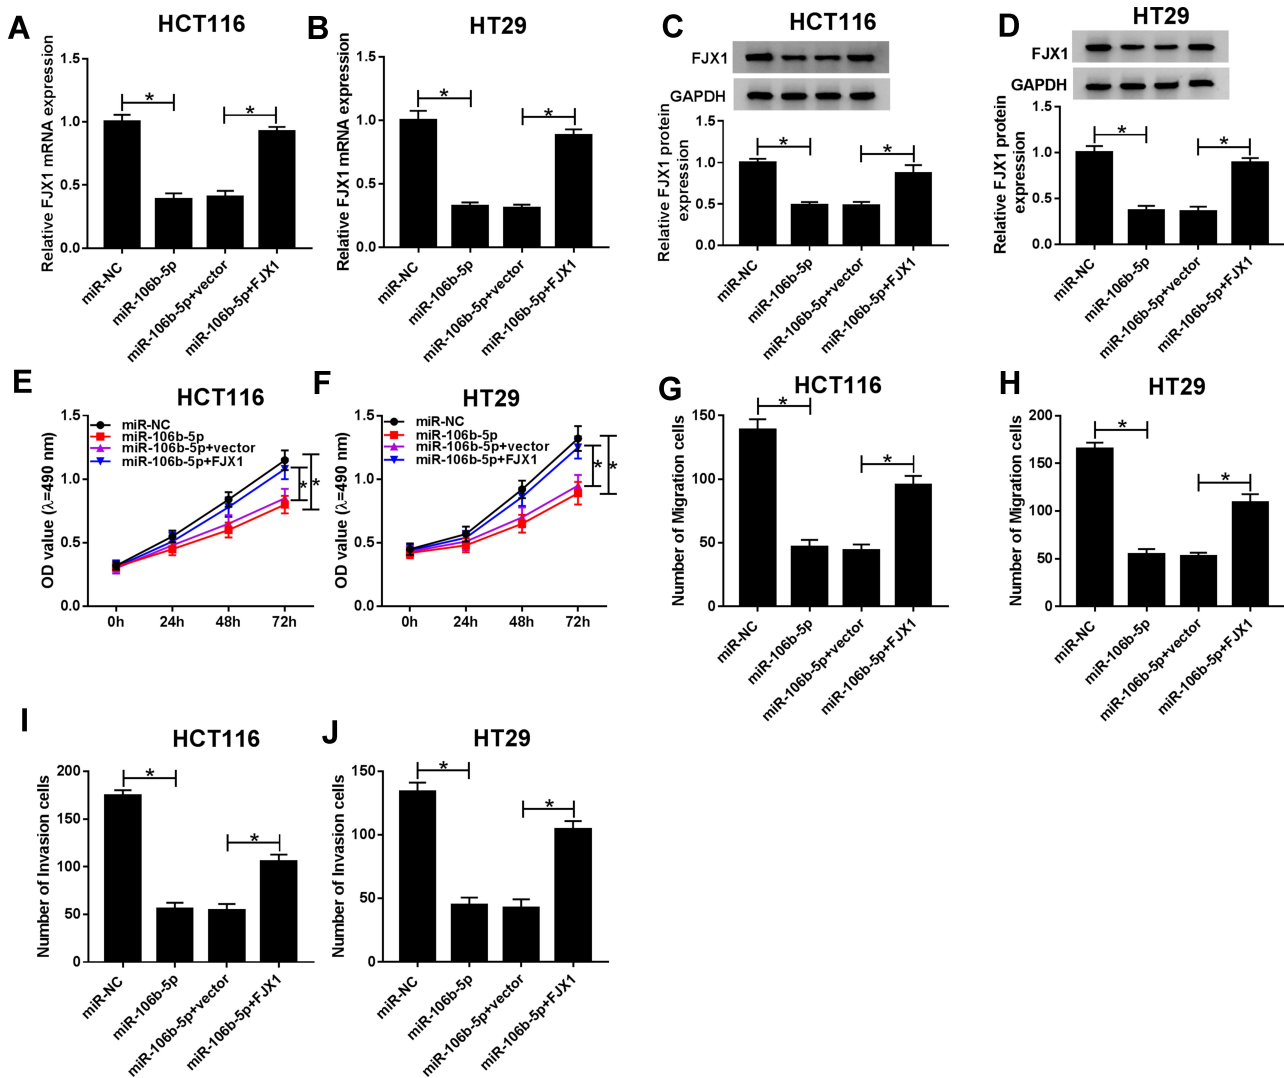 A
HCT116
Relative FJX1 mRNA expression
1.5
1.0
0.5
0.0
*
*
miR-NC
miR-106b-5p
miR-106b-5p+vector
miR-106b-5p+FJX1
B
HT29
Relative FJX1 mRNA expression
1.5
1.0
0.5
0.0
*
*
miR-NC
miR-106b-5p
miR-106b-5p+vector
miR-106b-5p+FJX1
C
HCT116
FJX1
GAPDH
Relative FJX1 protein
expression
1.5
1.0
0.5
0.0
*
*
miR-NC
miR-106b-5p
miR-106b-5p+vector
miR-106b-5p+FJX1
D
HT29
FJX1
GAPDH
Relative FJX1 protein
expression
1.5
1.0
0.5
0.0
*
*
miR-NC
miR-106b-5p
miR-106b-5p+vector
miR-106b-5p+FJX1
E
HCT116
OD value (λ=490 nm)
1.5
1.0
0.5
0.0
miR-NC
miR-106b-5p
miR-106b-5p+vector
miR-106b-5p+FJX1
* *
0h 24h 48h 72h
F
HT29
OD value (λ=490 nm)
1.5
1.0
0.5
0.0
miR-NC
miR-106b-5p
miR-106b-5p+vector
miR-106b-5p+FJX1
* *
0h 24h 48h 72h
G
HCT116
Number of Migration cells
150
100
50
0
*
*
miR-NC
miR-106b-5p
miR-106b-5p+vector
miR-106b-5p+FJX1
H
HT29
Number of Migration cells
200
150
100
50
0
*
*
miR-NC
miR-106b-5p
miR-106b-5p+vector
miR-106b-5p+FJX1
I
HCT116
Number of Invasion cells
200
150
100
50
0
*
*
miR-NC
miR-106b-5p
miR-106b-5p+vector
miR-106b-5p+FJX1
J
HT29
Number of Invasion cells
150
100
50
0
*
*
miR-NC
miR-106b-5p
miR-106b-5p+vector
miR-106b-5p+FJX1